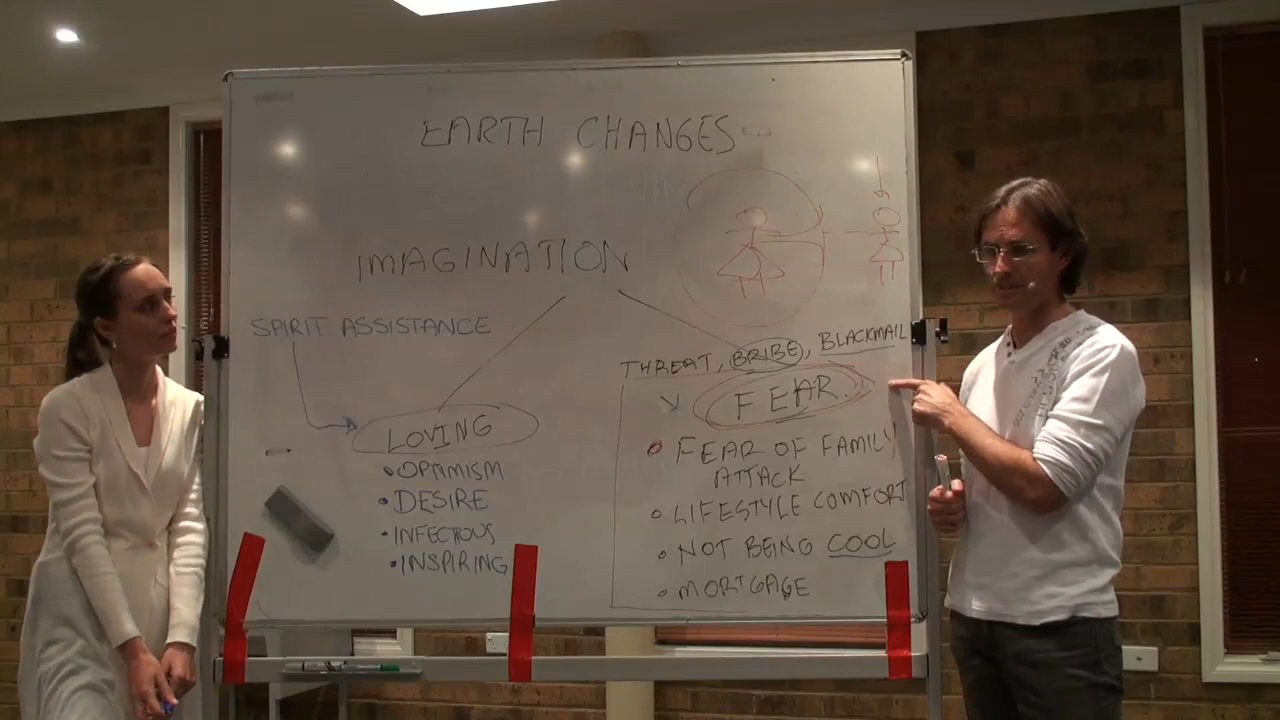 EARTH CHANGES
IMAGINATION
SPIRIT ASSISTANCE
LOVING
• OPTIMISM
• DESIRE
• INFECTIOUS
• INSPIRING
THREAT, BRIBE, BLACKMAIL
FEAR.
○ FEAR OF FAMILY
ATTACK
○ LIFESTYLE COMFORT
○ NOT BEING COOL
○ MORTGAGE